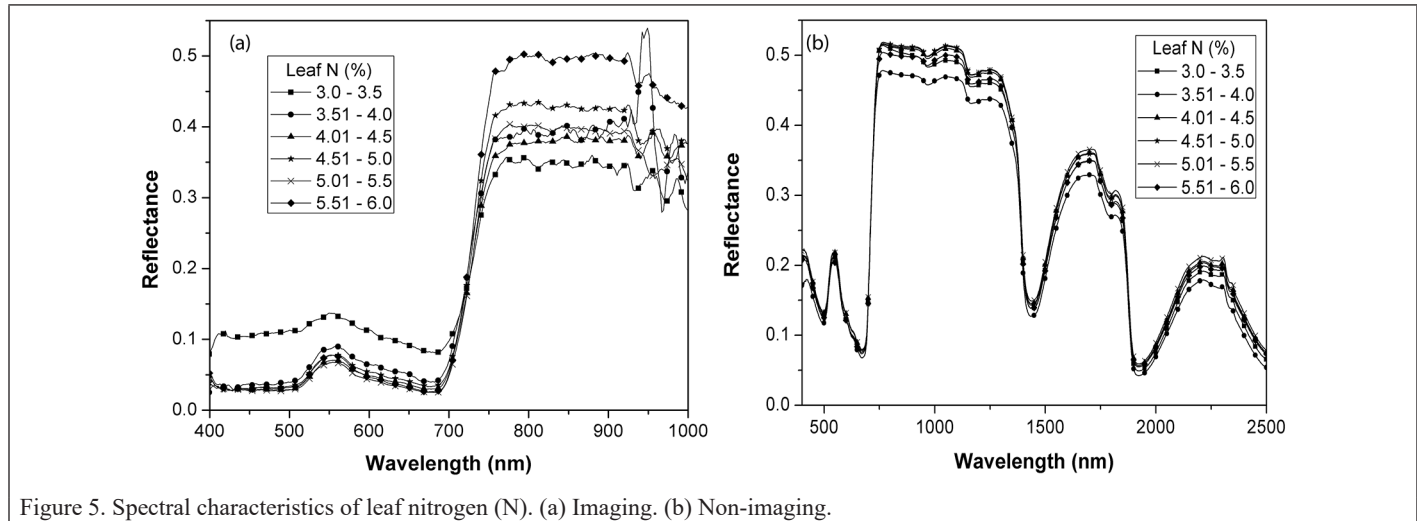 (a)
Leaf N (%)
3.0 - 3.5
3.51 - 4.0
4.01 - 4.5
4.51 - 5.0
5.01 - 5.5
5.51 - 6.0
0.5
0.4
0.3
0.2
0.1
0.0
Reflectance
400 500 600 700 800 900 1000
Wavelength (nm)
(b)
Leaf N (%)
3.0 - 3.5
3.51 - 4.0
4.01 - 4.5
4.51 - 5.0
5.01 - 5.5
5.51 - 6.0
0.5
0.4
0.3
0.2
0.1
0.0
Reflectance
500 1000 1500 2000 2500
Wavelength (nm)
Figure 5. Spectral characteristics of leaf nitrogen (N). (a) Imaging. (b) Non-imaging.